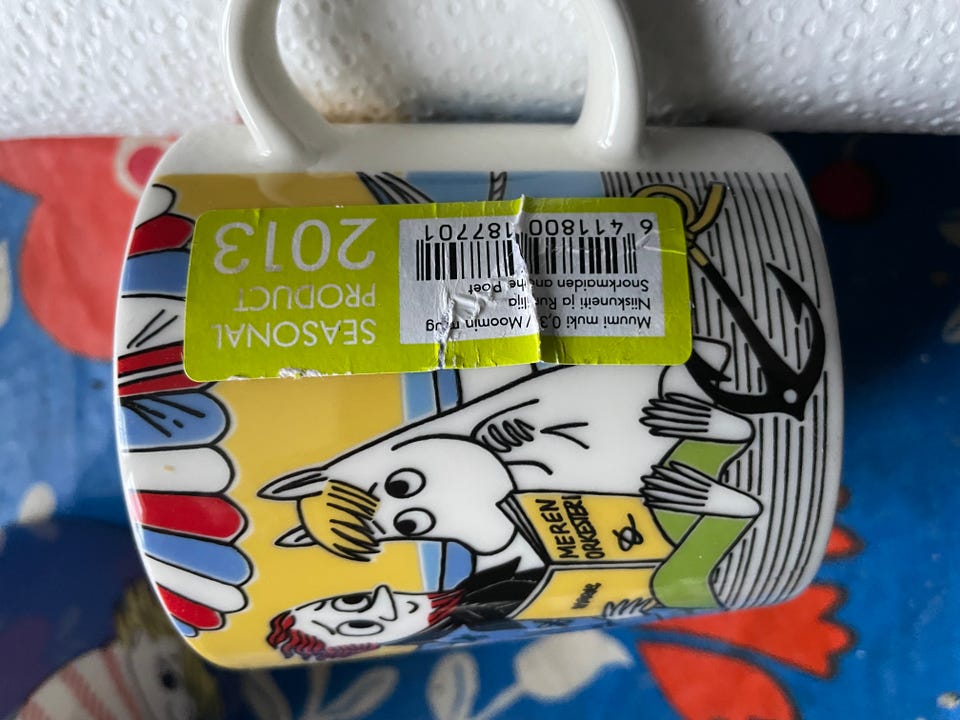 Muumi muki 0,3 / Moomin mug
Niiskuneiti ja
Snorkmaiden and the Poet
6 411800 187701
SEASONAL
PRODUCT
2013
MEREN
ORKESTERI